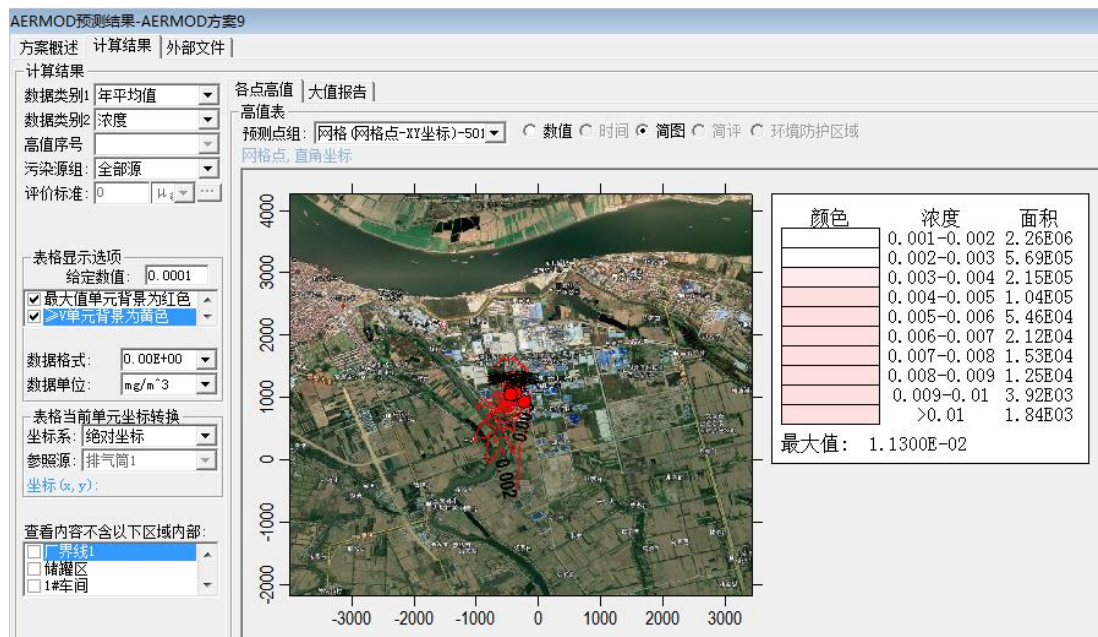 AERMOD预测结果-AERMOD方案9
方案概述 计算结果 外部文件
计算结果
数据类别1 年平均值
数据类别2 浓度
高值序号
污染源组: 全部源
评价标准: 0
表格显示选项
给定数值: 0.0001
最大值单元背景为红色
≥V单元背景为黄色
数据格式: 0.00E+00
数据单位: mg/m^3
表格当前单元坐标转换
坐标系: 绝对坐标
参照源: 排气筒1
坐标(x,y):
查看内容不含以下区域内部:
厂界线1
储罐区
1#车间
各点高值 大值报告
高值表
预测点组: 网格(网格点-XY坐标)-501 数值 时间 简图 简评 环境防护区域
网格点, 直角坐标
4000
3000
2000
1000
0
-1000
-2000
-3000 -2000 -1000 0 1000 2000 3000
0.002
颜色 浓度 面积
0.001-0.002 2.26E06
0.002-0.003 5.69E05
0.003-0.004 2.15E05
0.004-0.005 1.04E05
0.005-0.006 5.46E04
0.006-0.007 2.12E04
0.007-0.008 1.53E04
0.008-0.009 1.25E04
0.009-0.01 3.92E03
>0.01 1.84E03
最大值: 1.1300E-02